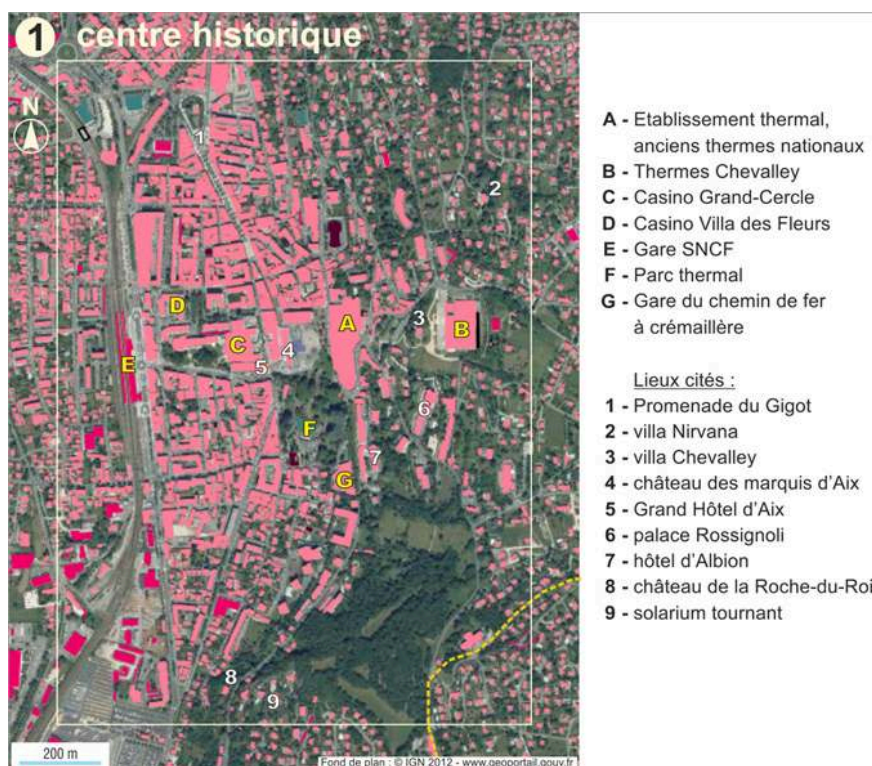 1 centre historique
N
1
2
D
A
3
B
C
4
E
5
6
F
7
G
8
9
200 m
Fond de plan : © IGN 2012 - www.geoportail.gouv.fr
A - Etablissement thermal,
anciens thermes nationaux
B - Thermes Chevalley
C - Casino Grand-Cercle
D - Casino Villa des Fleurs
E - Gare SNCF
F - Parc thermal
G - Gare du chemin de fer
à crémaillère
Lieux cités :
1 - Promenade du Gigot
2 - villa Nirvana
3 - villa Chevalley
4 - château des marquis d'Aix
5 - Grand Hôtel d'Aix
6 - palace Rossignoli
7 - hôtel d'Albion
8 - château de la Roche-du-Roi
9 - solarium tournant